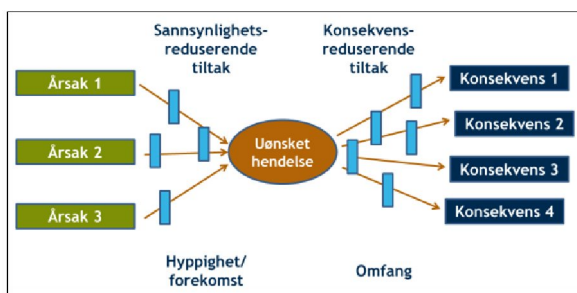 Sannsynlighets-
reduserende
tiltak
Konsekvens-
reduserende
tiltak
Årsak 1
Årsak 2
Årsak 3
Uønsket
hendelse
Konsekvens 1
Konsekvens 2
Konsekvens 3
Konsekvens 4
Hyppighet/
forekomst
Omfang